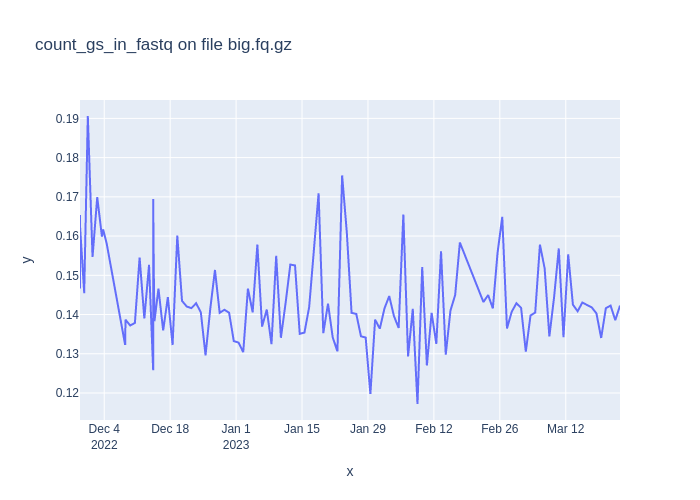 count_gs_in_fastq on file big.fq.gz
0.19
0.18
0.17
0.16
0.15
0.14
0.13
0.12
y
Dec 4 Dec 18 Jan 1 Jan 15 Jan 29 Feb 12 Feb 26 Mar 12
2022 2023
x